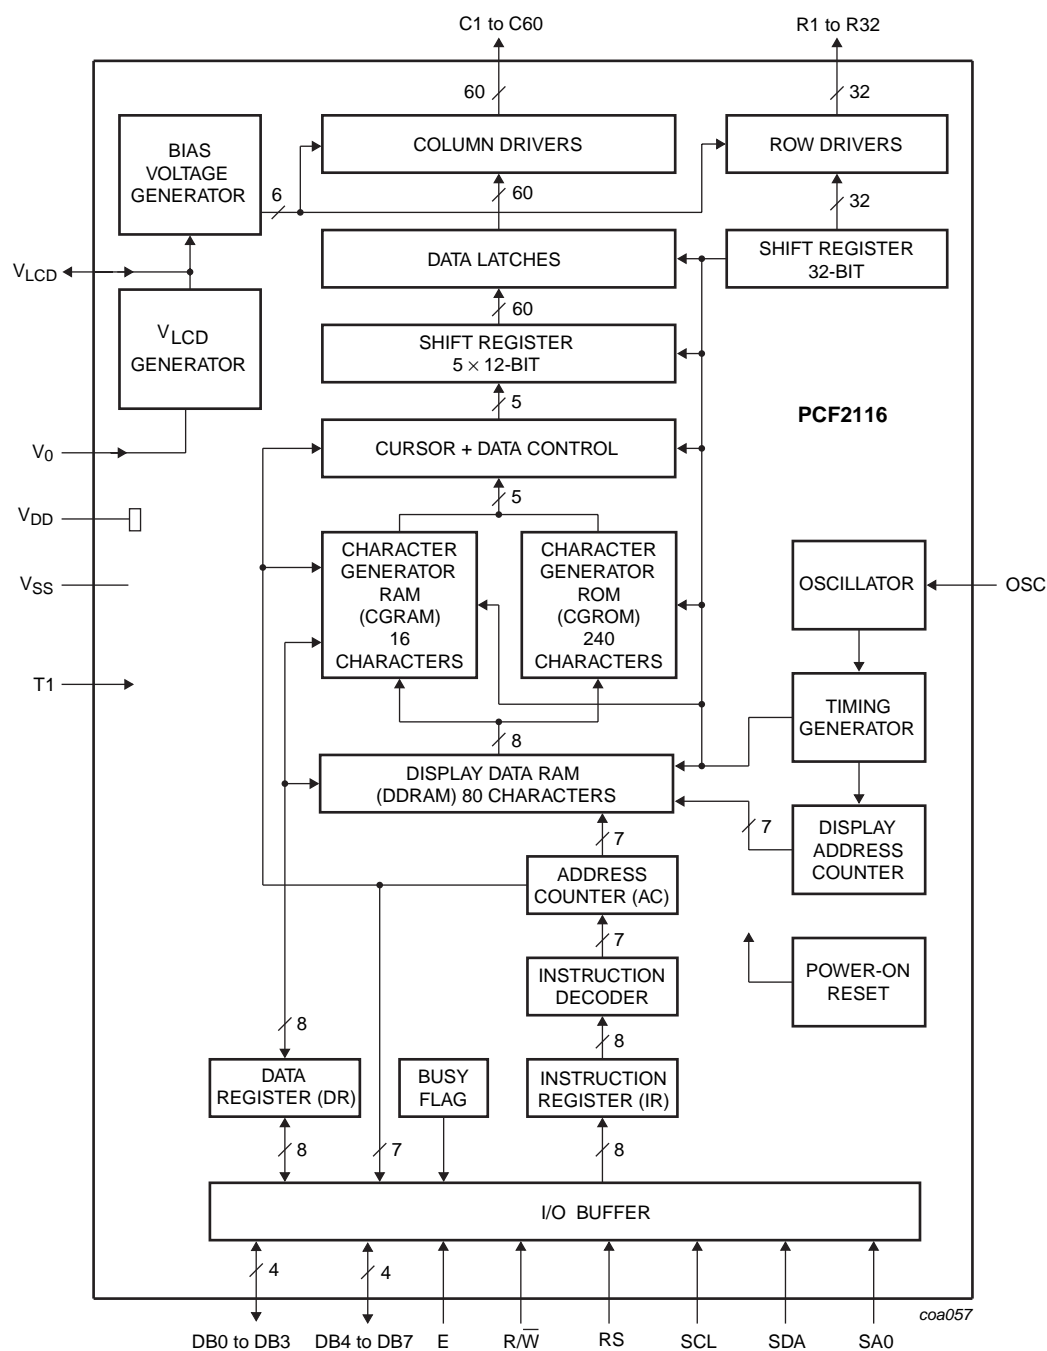 C1 to C60
R1 to R32
60
32
BIAS
VOLTAGE
GENERATOR
COLUMN DRIVERS
ROW DRIVERS
6
60
32
VLCD
DATA LATCHES
SHIFT REGISTER
32-BIT
60
VLCD
GENERATOR
SHIFT REGISTER
5 × 12-BIT
5
PCF2116
V0
CURSOR + DATA CONTROL
5
VDD
CHARACTER
GENERATOR
RAM
(CGRAM)
16
CHARACTERS
CHARACTER
GENERATOR
ROM
(CGROM)
240
CHARACTERS
VSS
OSCILLATOR
OSC
T1
TIMING
GENERATOR
8
DISPLAY DATA RAM
(DDRAM) 80 CHARACTERS
7
7
DISPLAY
ADDRESS
COUNTER
ADDRESS
COUNTER (AC)
7
INSTRUCTION
DECODER
POWER-ON
RESET
8
8
DATA
REGISTER (DR)
BUSY
FLAG
INSTRUCTION
REGISTER (IR)
8
7
8
I/O BUFFER
4
4
coa057
DB0 to DB3
DB4 to DB7
E
R/W̅
RS
SCL
SDA
SA0